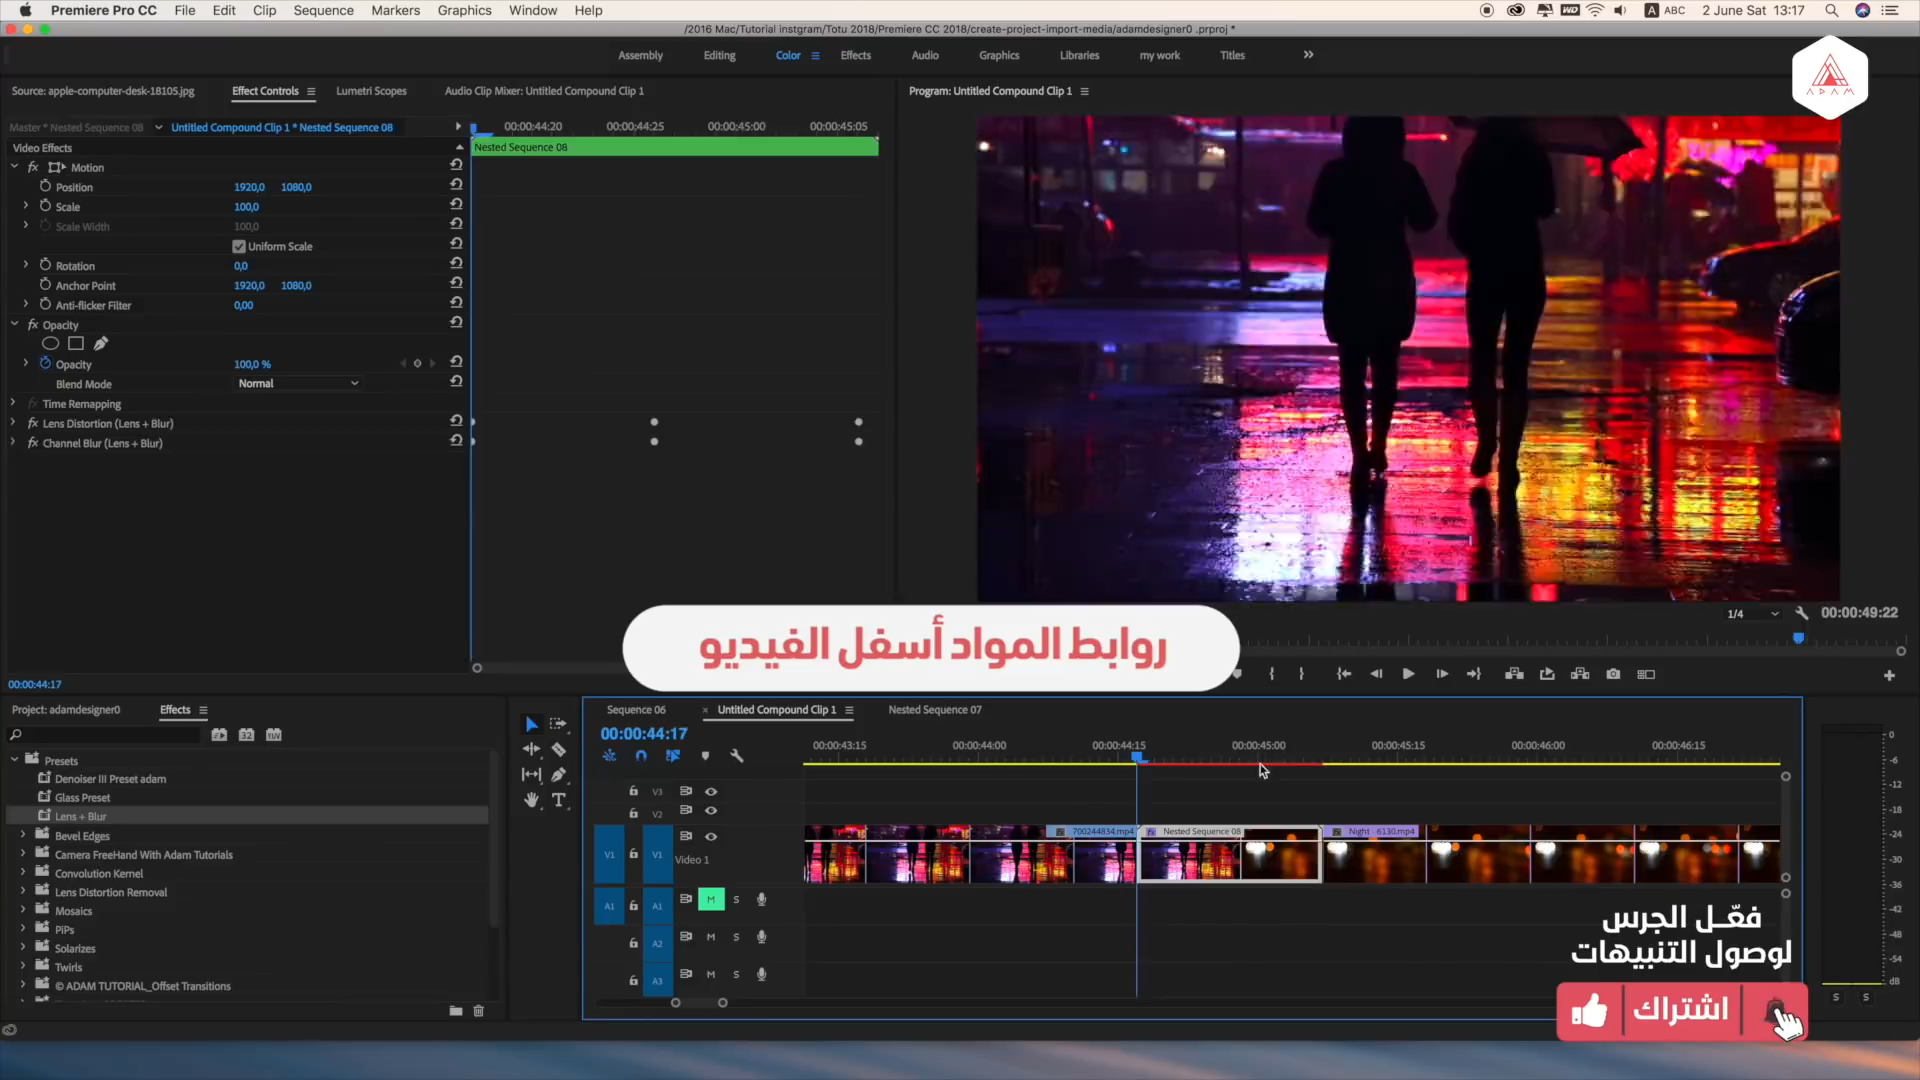 Premiere Pro CC File Edit Clip Sequence Markers Graphics Window Help
ABC 2 June Sat 13:17
/2016 Mac/Tutorial instgram/Totu 2018/Premiere CC 2018/create-project-import-media/adamdesigner0 .prproj *
Assembly Editing Color Effects Audio Graphics Libraries my work Titles
ADAM
Source: apple-computer-desk-18105.jpg Effect Controls Lumetri Scopes Audio Clip Mixer: Untitled Compound Clip 1
Program: Untitled Compound Clip 1
Master * Nested Sequence 08 Untitled Compound Clip 1 * Nested Sequence 08
00:00:44:20 00:00:44:25 00:00:45:00 00:00:45:05
Video Effects
Nested Sequence 08
fx Motion
Position 1920,0 1080,0
Scale 100,0
Scale Width 100,0
Uniform Scale
Rotation 0,0
Anchor Point 1920,0 1080,0
Anti-flicker Filter 0,00
fx Opacity
Opacity 100,0 %
Blend Mode Normal
fx Time Remapping
fx Lens Distortion (Lens + Blur)
fx Channel Blur (Lens + Blur)
1/4 00:00:49:22
روابط المواد أسفل الفيديو
00:00:44:17
Project: adamdesigner0 Effects
Presets
Denoiser III Preset adam
Glass Preset
Lens + Blur
Bevel Edges
Camera FreeHand With Adam Tutorials
Convolution Kernel
Lens Distortion Removal
Mosaics
PiPs
Solarizes
Twirls
© ADAM TUTORIAL_Offset Transitions
Sequence 06 × Untitled Compound Clip 1 Nested Sequence 07
00:00:44:17
00:00:43:15 00:00:44:00 00:00:44:15 00:00:45:00 00:00:45:15 00:00:46:00 00:00:46:15
V3
V2
700244834.mp4 Nested Sequence 08 Night - 6130.mp4
V1 V1 Video 1
A1 A1 M S
A2 M S
A3 M S
0
-6
-12
-18
-24
-30
-36
-42
-48
-54
dB
S S
فعّـل الجرس
لوصول التنبيهات
اشتراك